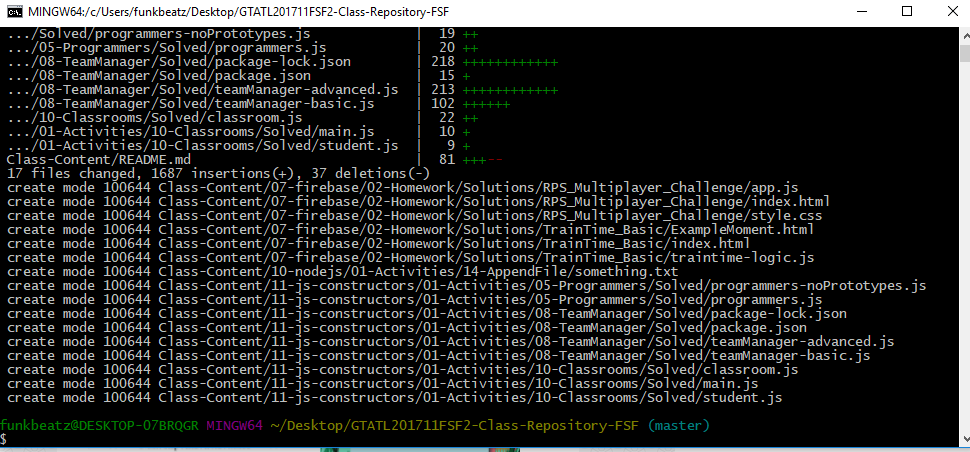 MINGW64:/c/Users/funkbeatz/Desktop/GTATL201711FSF2-Class-Repository-FSF
.../Solved/programmers-noPrototypes.js | 19 ++
.../05-Programmers/Solved/programmers.js | 20 ++
.../08-TeamManager/Solved/package-lock.json | 218 ++++++++++++
.../08-TeamManager/Solved/package.json | 15 +
.../08-TeamManager/Solved/teamManager-advanced.js | 213 ++++++++++++
.../08-TeamManager/Solved/teamManager-basic.js | 102 ++++++
.../10-Classrooms/Solved/classroom.js | 22 ++
.../01-Activities/10-Classrooms/Solved/main.js | 10 +
.../01-Activities/10-Classrooms/Solved/student.js | 9 +
Class-Content/README.md | 81 +++--
17 files changed, 1687 insertions(+), 37 deletions(-)
create mode 100644 Class-Content/07-firebase/02-Homework/Solutions/RPS_Multiplayer_Challenge/app.js
create mode 100644 Class-Content/07-firebase/02-Homework/Solutions/RPS_Multiplayer_Challenge/index.html
create mode 100644 Class-Content/07-firebase/02-Homework/Solutions/RPS_Multiplayer_Challenge/style.css
create mode 100644 Class-Content/07-firebase/02-Homework/Solutions/TrainTime_Basic/ExampleMoment.html
create mode 100644 Class-Content/07-firebase/02-Homework/Solutions/TrainTime_Basic/index.html
create mode 100644 Class-Content/07-firebase/02-Homework/Solutions/TrainTime_Basic/traintime-logic.js
create mode 100644 Class-Content/10-nodejs/01-Activities/14-AppendFile/something.txt
create mode 100644 Class-Content/11-js-constructors/01-Activities/05-Programmers/Solved/programmers-noPrototypes.js
create mode 100644 Class-Content/11-js-constructors/01-Activities/05-Programmers/Solved/programmers.js
create mode 100644 Class-Content/11-js-constructors/01-Activities/08-TeamManager/Solved/package-lock.json
create mode 100644 Class-Content/11-js-constructors/01-Activities/08-TeamManager/Solved/package.json
create mode 100644 Class-Content/11-js-constructors/01-Activities/08-TeamManager/Solved/teamManager-advanced.js
create mode 100644 Class-Content/11-js-constructors/01-Activities/08-TeamManager/Solved/teamManager-basic.js
create mode 100644 Class-Content/11-js-constructors/01-Activities/10-Classrooms/Solved/classroom.js
create mode 100644 Class-Content/11-js-constructors/01-Activities/10-Classrooms/Solved/main.js
create mode 100644 Class-Content/11-js-constructors/01-Activities/10-Classrooms/Solved/student.js
funkbeatz@DESKTOP-07BRQGR MINGW64 ~/Desktop/GTATL201711FSF2-Class-Repository-FSF (master)
$